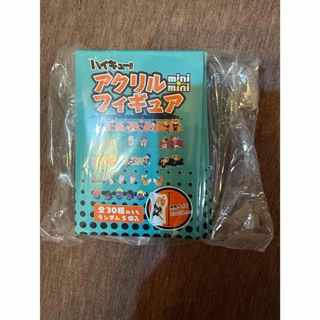 ハイキュー!!
アクリル mini
フィギュア mini
全30種のうち
ランダム5個入